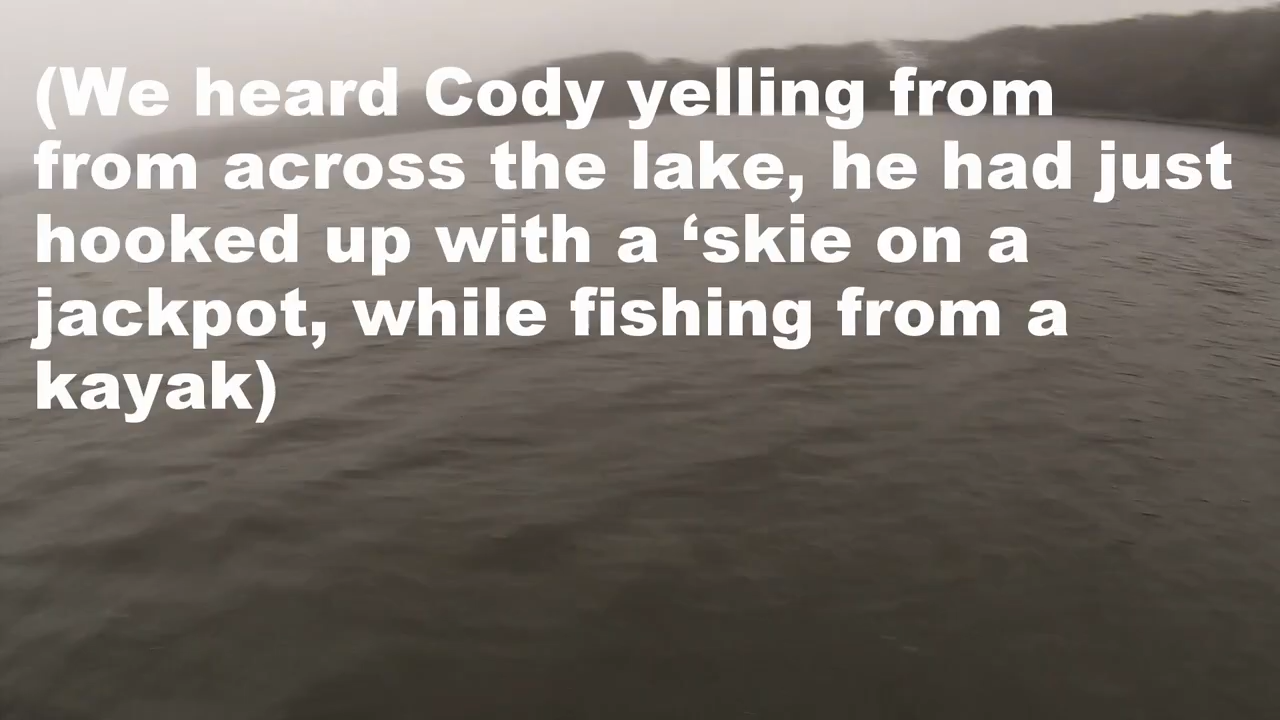 (We heard Cody yelling from
from across the lake, he had just
hooked up with a ‘skie on a
jackpot, while fishing from a
kayak)